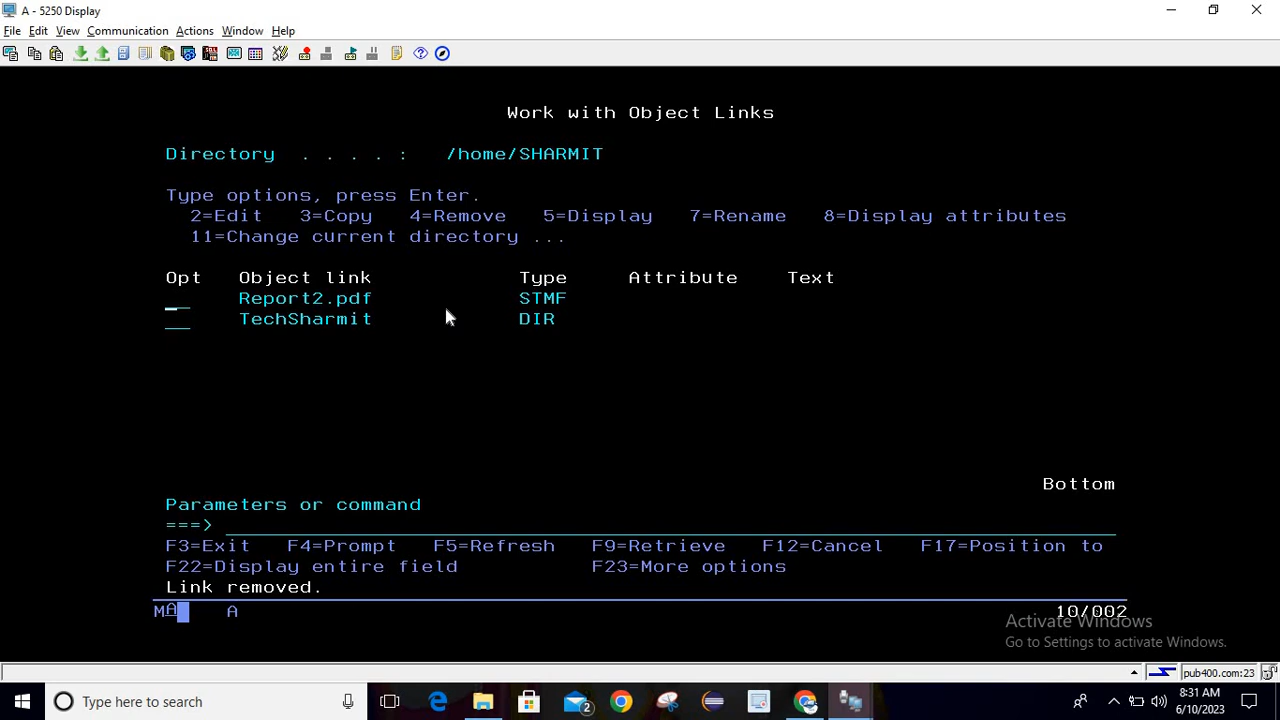 A - 5250 Display
File Edit View Communication Actions Window Help
Work with Object Links
Directory . . . . : /home/SHARMIT
Type options, press Enter.
2=Edit 3=Copy 4=Remove 5=Display 7=Rename 8=Display attributes
11=Change current directory ...
Opt Object link Type Attribute Text
Report2.pdf STMF
TechSharmit DIR
Bottom
Parameters or command
===>
F3=Exit F4=Prompt F5=Refresh F9=Retrieve F12=Cancel F17=Position to
F22=Display entire field F23=More options
Link removed.
MA A 10/002
Activate Windows
Go to Settings to activate Windows.
pub400.com:23
Type here to search
2
8:31 AM
6/10/2023